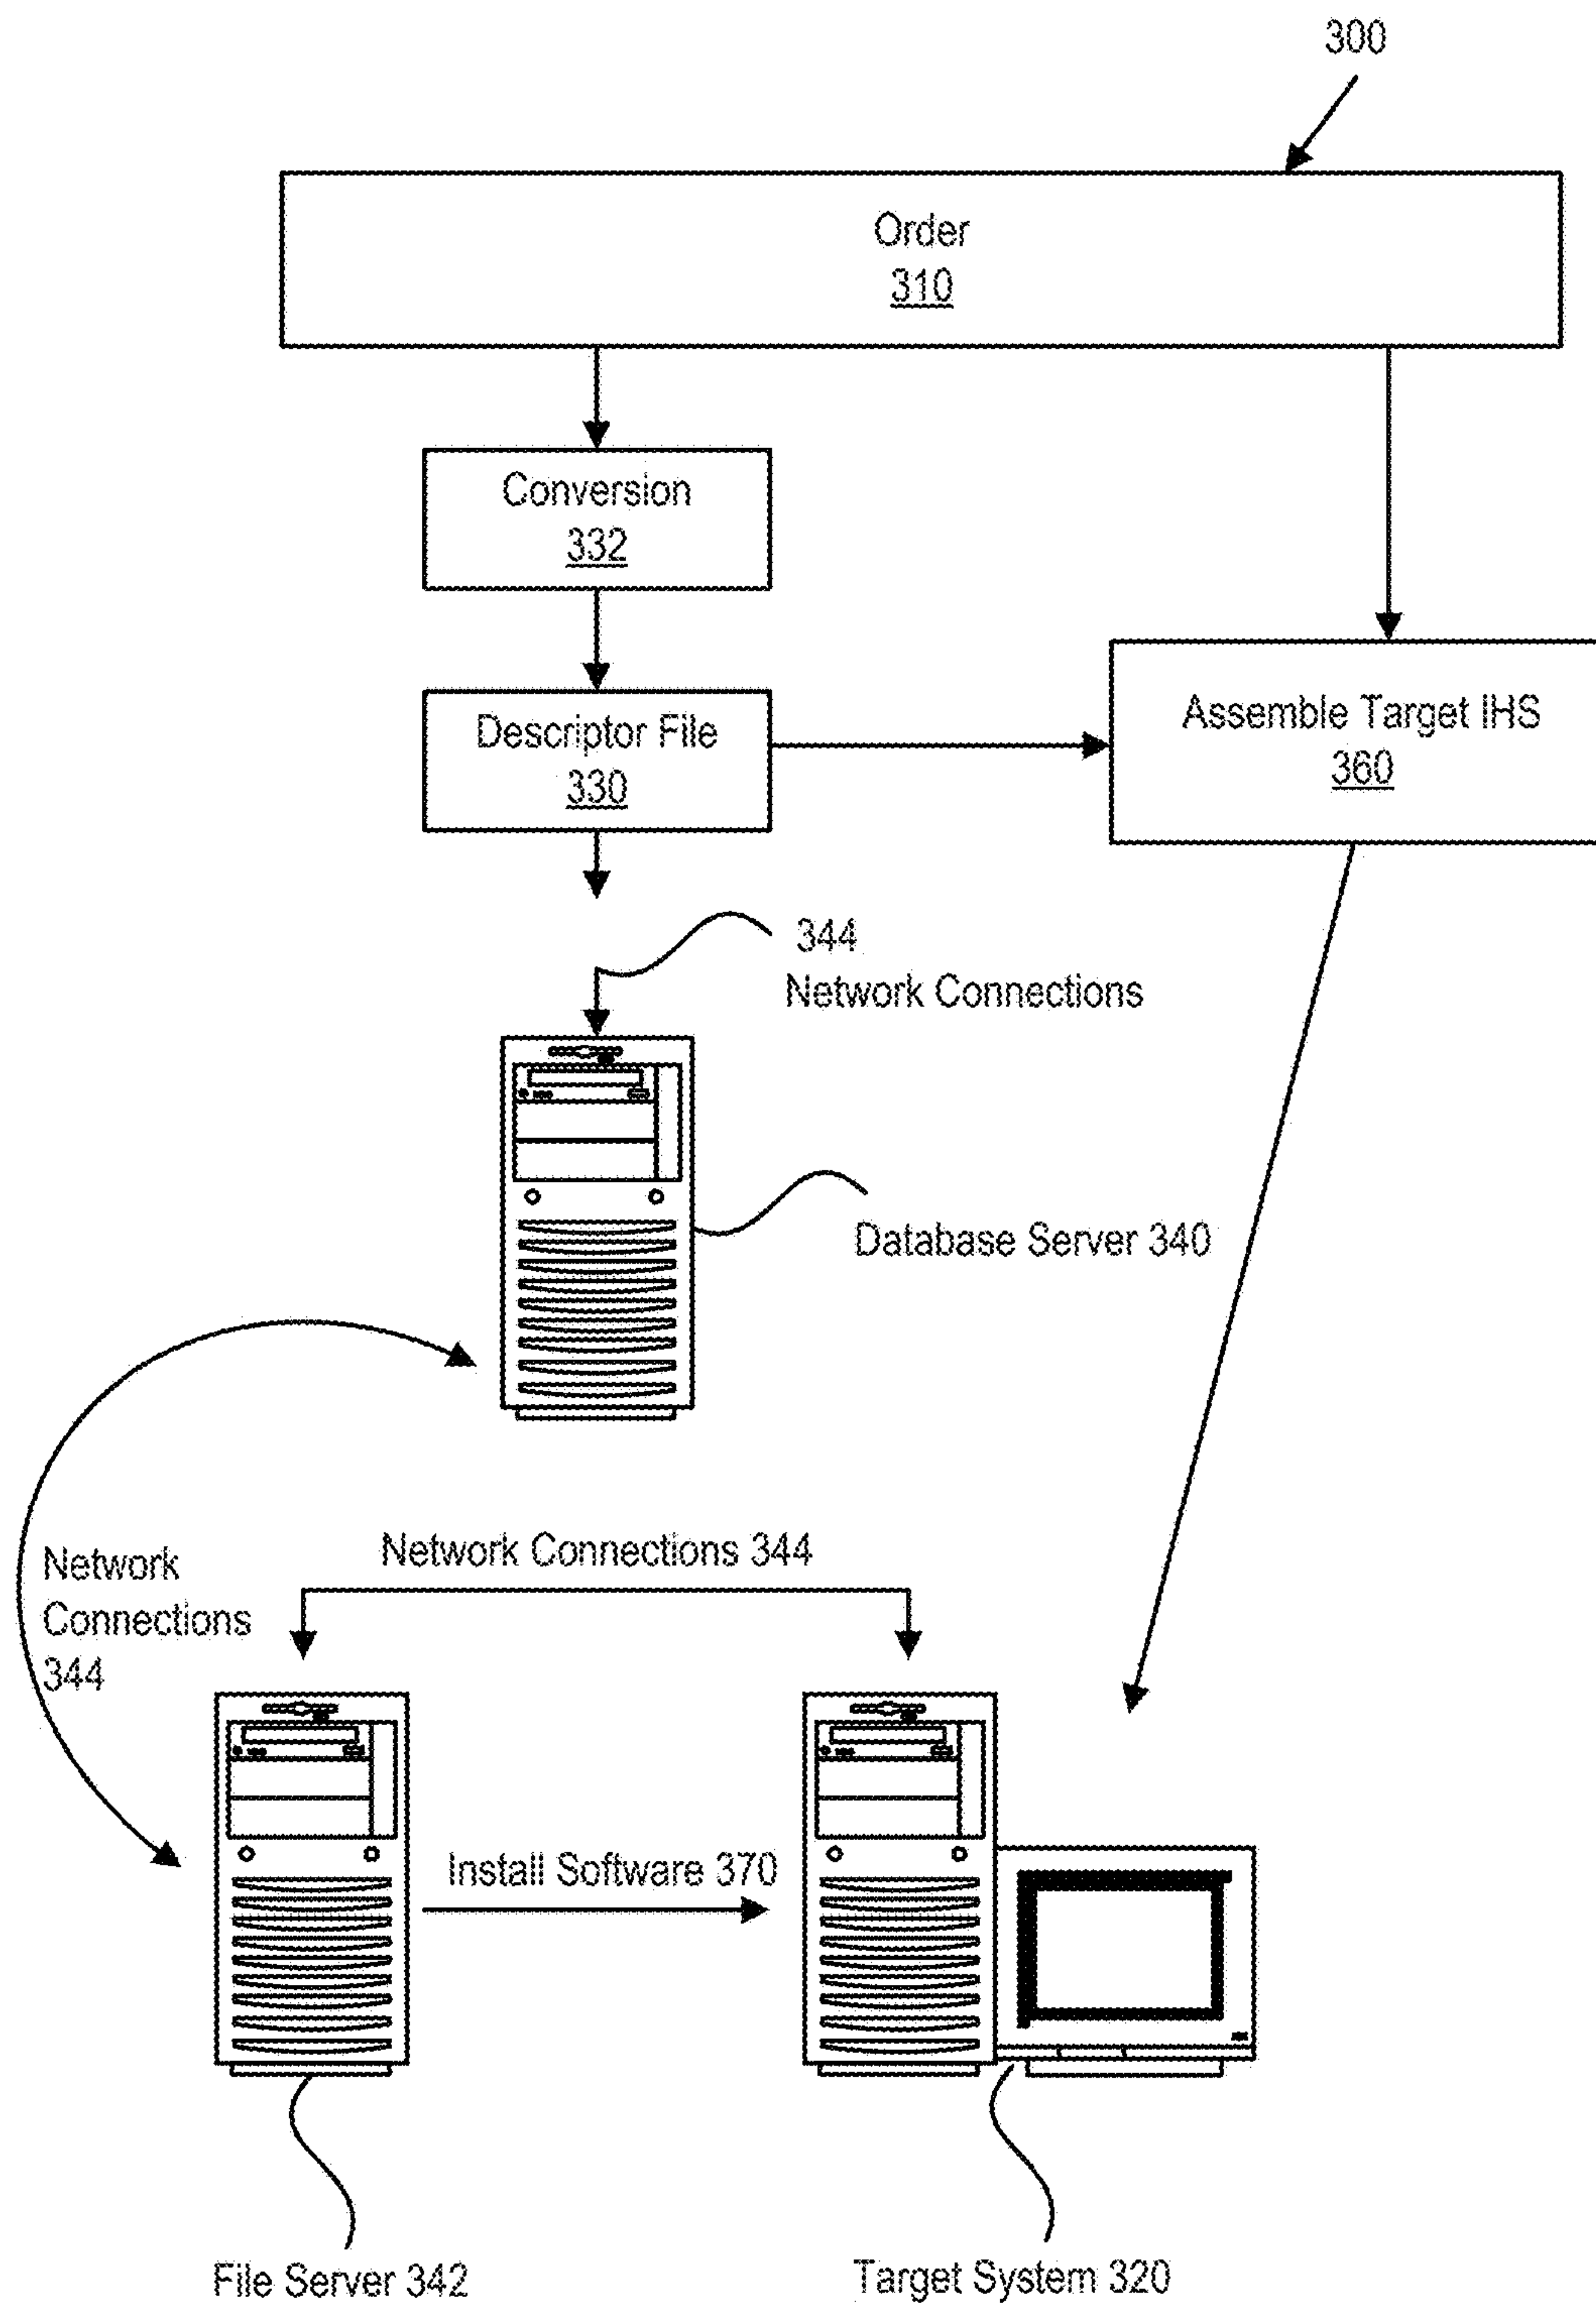 300
Order
310
Conversion
332
Descriptor File
330
Assemble Target IHS
360
344
Network Connections
Database Server 340
Network Connections 344
Network
Connections
344
Install Software 370
File Server 342
Target System 320